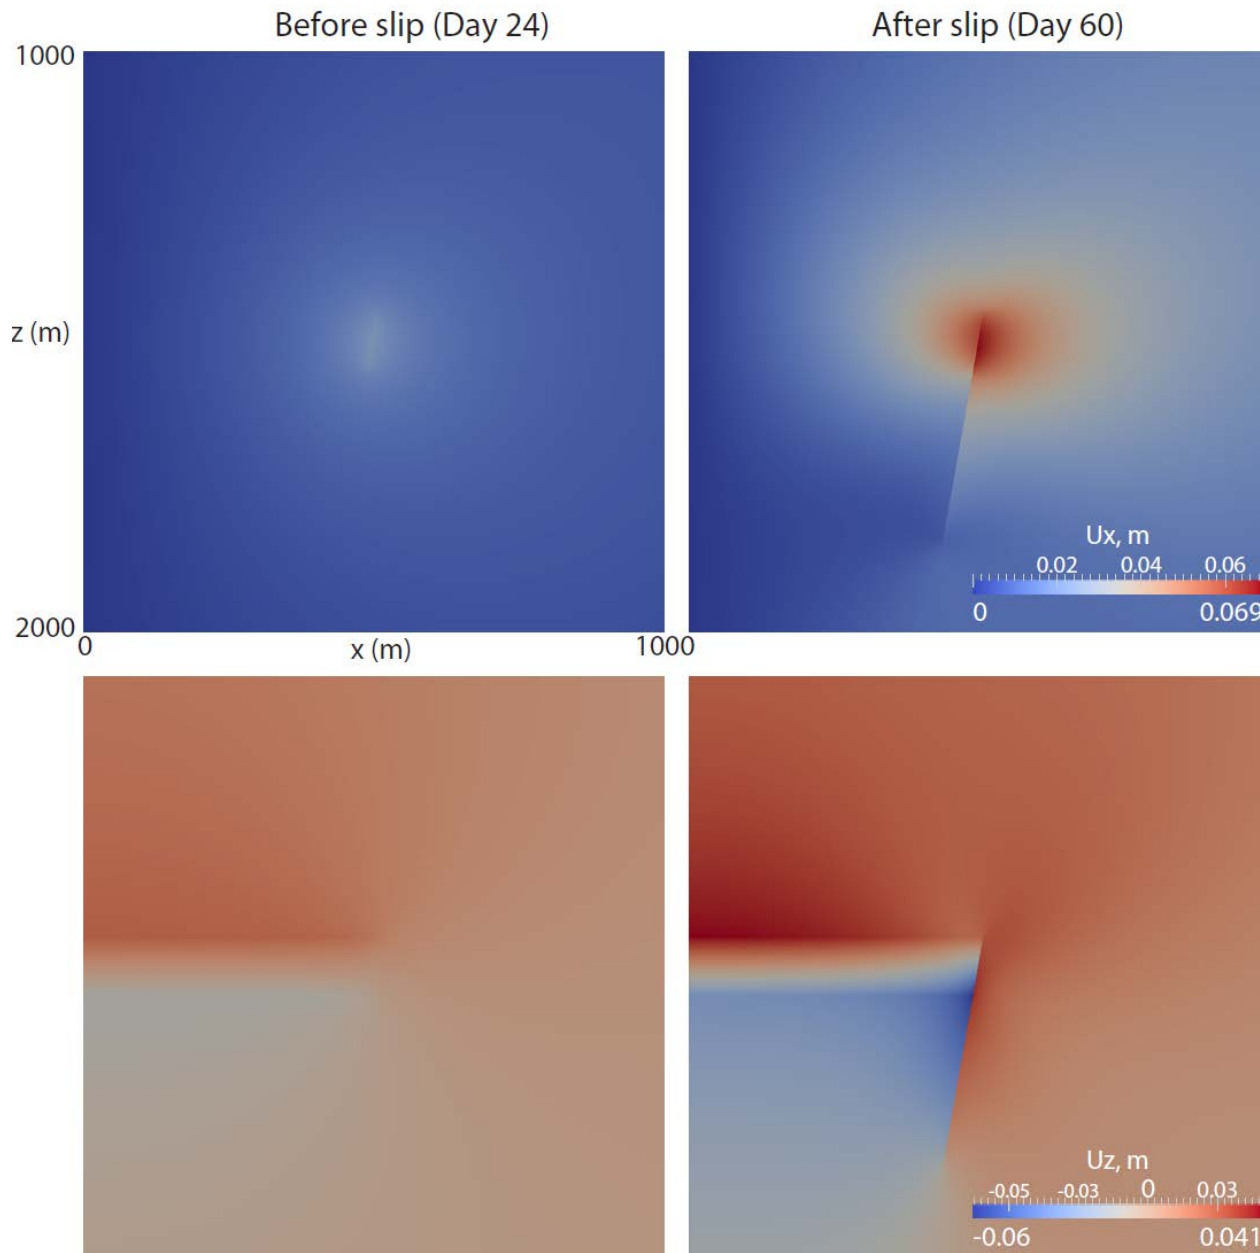 Before slip (Day 24)
After slip (Day 60)
1000
z (m)
2000
0
x (m)
1000
Ux, m
0.02 0.04 0.06
0 0.069
Uz, m
-0.05 -0.03 0 0.03
-0.06 0.041